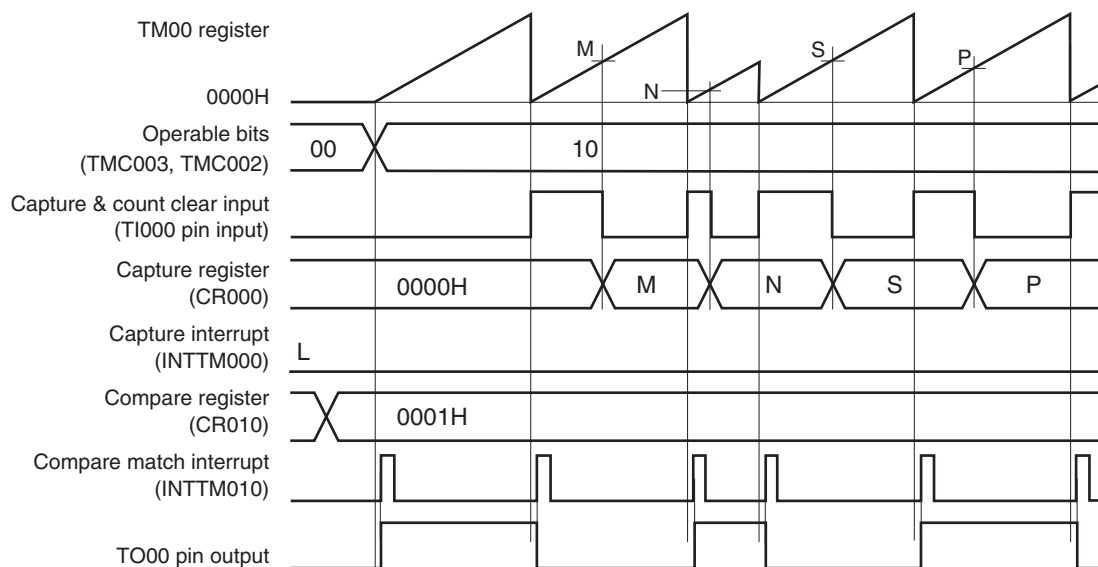 TM00 register
M
S
P
N
0000H
Operable bits
(TMC003, TMC002)
00
10
Capture & count clear input
(TI000 pin input)
Capture register
(CR000)
0000H
M
N
S
P
Capture interrupt
(INTTM000)
L
Compare register
(CR010)
0001H
Compare match interrupt
(INTTM010)
TO00 pin output